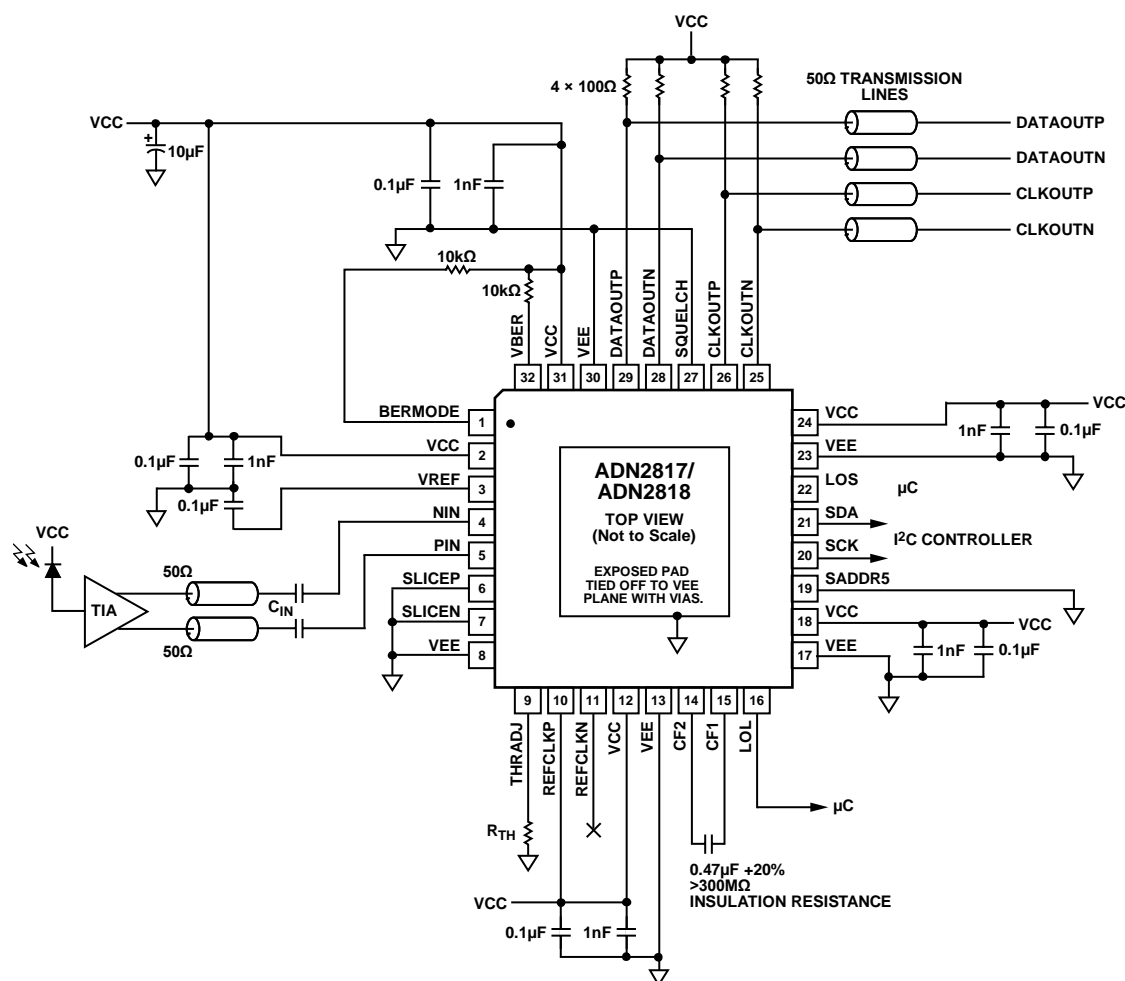 VCC
4 × 100Ω
50Ω TRANSMISSION
LINES
VCC
+
10µF
0.1µF
1nF
DATAOUTP
DATAOUTN
CLKOUTP
CLKOUTN
10kΩ
10kΩ
VBER
VCC
VEE
DATAOUTP
DATAOUTN
SQUELCH
CLKOUTP
CLKOUTN
32
31
30
29
28
27
26
25
BERMODE
1
VCC
2
VREF
3
NIN
4
PIN
5
SLICEP
6
SLICEN
7
VEE
8
0.1µF
1nF
0.1µF
VCC
TIA
50Ω
CIN
50Ω
ADN2817/
ADN2818
TOP VIEW
(Not to Scale)
EXPOSED PAD
TIED OFF TO VEE
PLANE WITH VIAS.
24
VCC
23
VEE
22
LOS
21
SDA
20
SCK
19
SADDR5
18
VCC
17
VEE
VCC
1nF
0.1µF
µC
I2C CONTROLLER
VCC
1nF
0.1µF
9
10
11
12
13
14
15
16
THRADJ
REFCLKP
REFCLKN
VCC
VEE
CF2
CF1
LOL
RTH
µC
0.47µF +20%
>300MΩ
INSULATION RESISTANCE
VCC
0.1µF
1nF